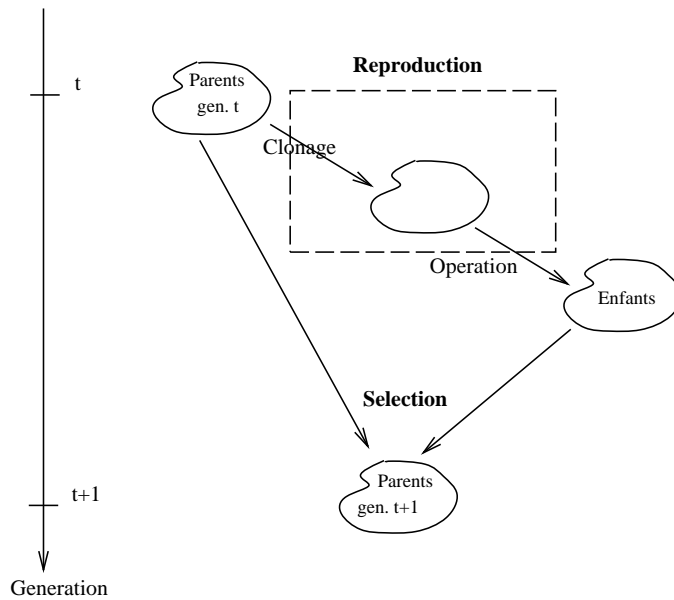 Reproduction
t
Parents
gen. t
Clonage
Operation
Enfants
Selection
Parents
gen. t+1
t+1
Generation